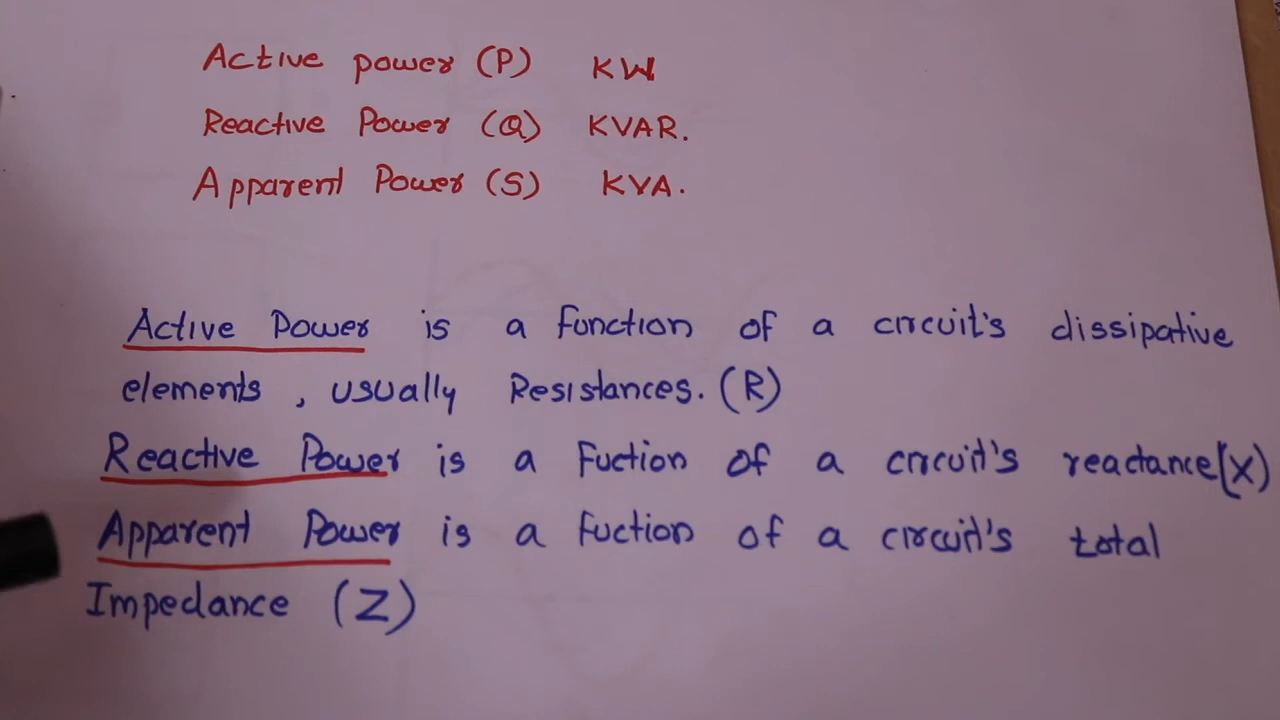 Active power (P) KW
Reactive Power (Q) KVAR.
Apparent Power (S) KVA.
Active Power is a function of a circuit's dissipative
elements, usually Resistances. (R)
Reactive Power is a Fuction of a circuit's reactance(X)
Apparent Power is a fuction of a circuit's total
Impedance (Z)